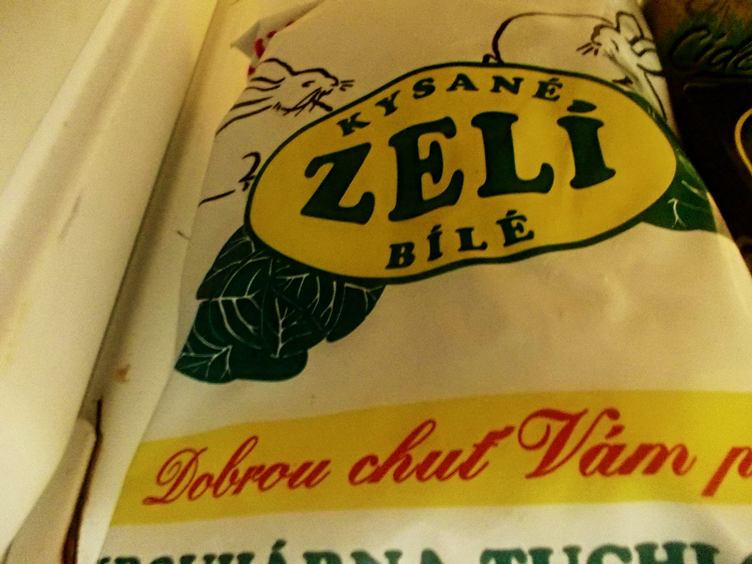 KYSANÉ
ZELÍ
BÍLÉ
Dobrou chuť Vám